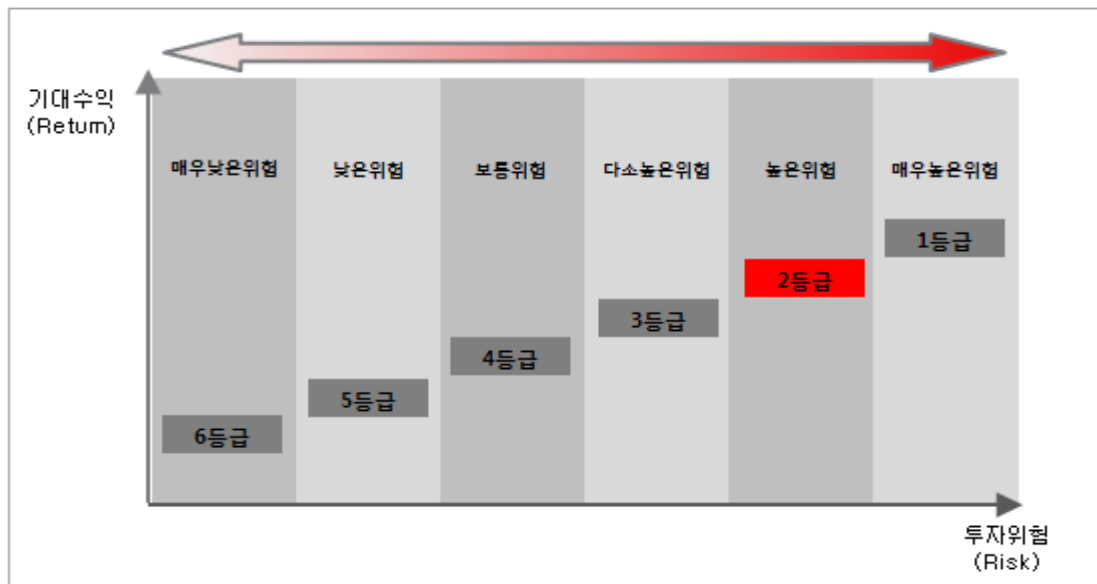 기대수익
(Retum)
매우낮은위험
낮은위험
보통위험
다소높은위험
높은위험
매우높은위험
1등급
2등급
3등급
4등급
5등급
6등급
투자위험
(Risk)